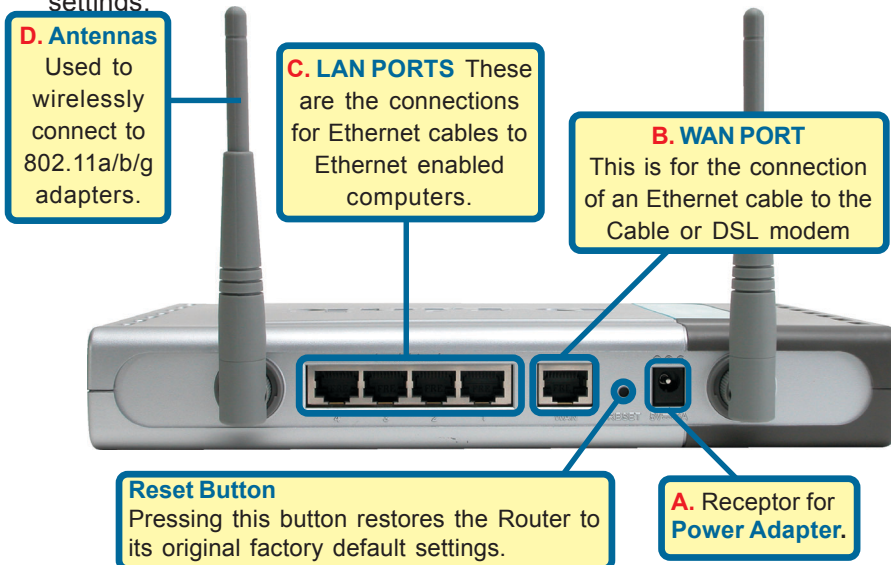 settings.
D. Antennas
Used to
wirelessly
connect to
802.11a/b/g
adapters.
C. LAN PORTS These
are the connections
for Ethernet cables to
Ethernet enabled
computers.
B. WAN PORT
This is for the connection
of an Ethernet cable to the
Cable or DSL modem
RESET
Reset Button
Pressing this button restores the Router to
its original factory default settings.
A. Receptor for
Power Adapter.